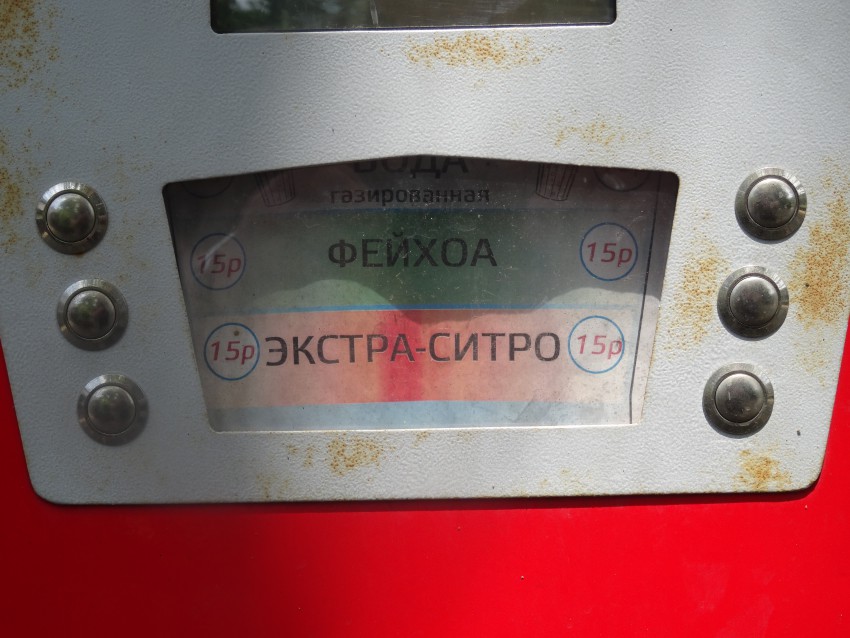 ВОДА
газированная
15р ФЕЙХОА 15р
15р ЭКСТРА-СИТРО 15р